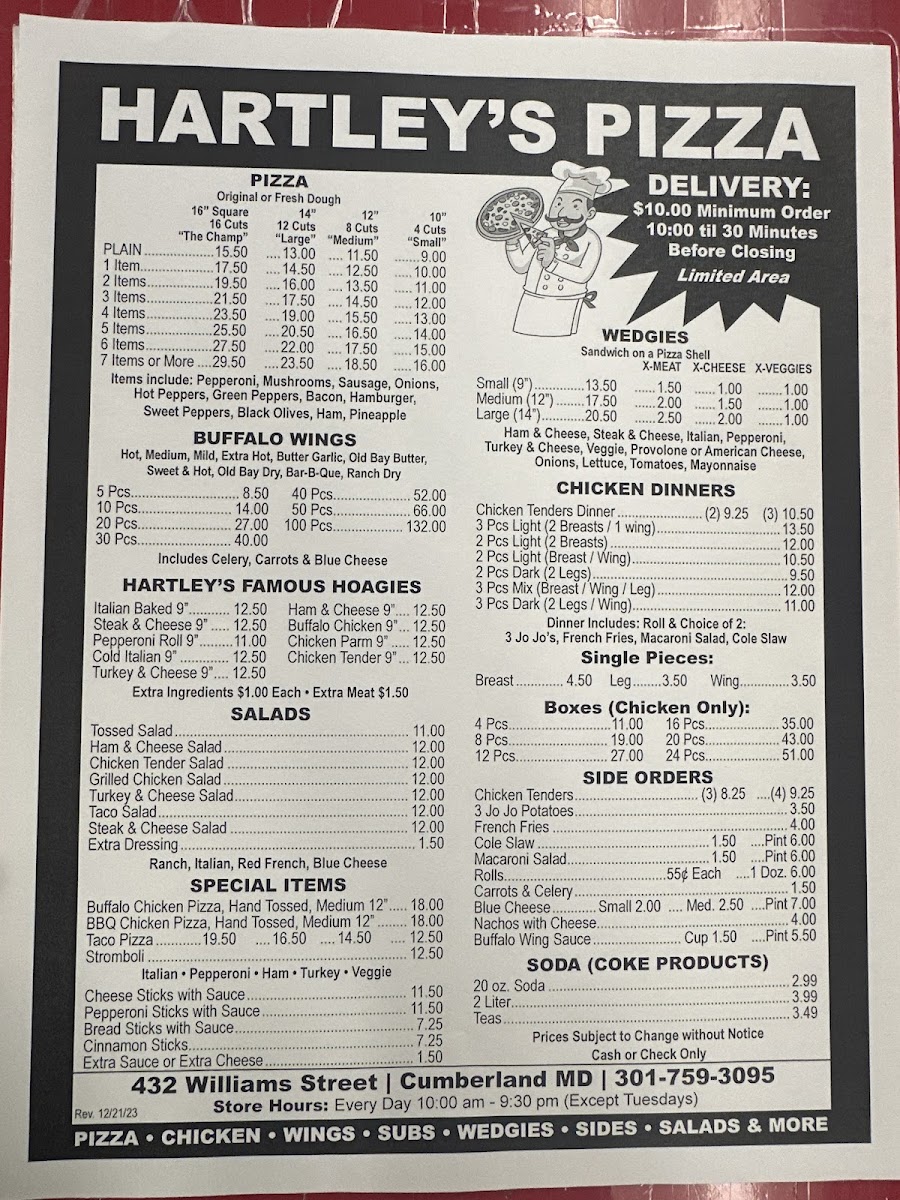 HARTLEY'S PIZZA
PIZZA
Original or Fresh Dough
16" Square 14" 12" 10"
16 Cuts 12 Cuts 8 Cuts 4 Cuts
"The Champ" "Large" "Medium" "Small"
PLAIN ..................15.50 ....13.00 .... 11.50 .....9.00
1 Item...................17.50 ....14.50 .... 12.50 ....10.00
2 Items.................19.50 ....16.00 .... 13.50 ....11.00
3 Items.................21.50 ....17.50 .... 14.50 ....12.00
4 Items.................23.50 ....19.00 .... 15.50 ....13.00
5 Items.................25.50 ....20.50 .... 16.50 ....14.00
6 Items.................27.50 ....22.00 .... 17.50 ....15.00
7 Items or More ....29.50 ....23.50 .... 18.50 ....16.00
Items include: Pepperoni, Mushrooms, Sausage, Onions,
Hot Peppers, Green Peppers, Bacon, Hamburger,
Sweet Peppers, Black Olives, Ham, Pineapple
BUFFALO WINGS
Hot, Medium, Mild, Extra Hot, Butter Garlic, Old Bay Butter,
Sweet & Hot, Old Bay Dry, Bar-B-Que, Ranch Dry
5 Pcs......................... 8.50 40 Pcs.................. 52.00
10 Pcs....................... 14.00 50 Pcs.................. 66.00
20 Pcs....................... 27.00 100 Pcs.............. 132.00
30 Pcs....................... 40.00
Includes Celery, Carrots & Blue Cheese
HARTLEY'S FAMOUS HOAGIES
Italian Baked 9"........... 12.50 Ham & Cheese 9".... 12.50
Steak & Cheese 9" ..... 12.50 Buffalo Chicken 9"... 12.50
Pepperoni Roll 9".........11.00 Chicken Parm 9" ..... 12.50
Cold Italian 9" ............. 12.50 Chicken Tender 9"... 12.50
Turkey & Cheese 9".... 12.50
Extra Ingredients $1.00 Each • Extra Meat $1.50
SALADS
Tossed Salad................................................... 11.00
Ham & Cheese Salad........................................ 12.00
Chicken Tender Salad....................................... 12.00
Grilled Chicken Salad........................................ 12.00
Turkey & Cheese Salad..................................... 12.00
Taco Salad....................................................... 12.00
Steak & Cheese Salad ...................................... 12.00
Extra Dressing.................................................. 1.50
Ranch, Italian, Red French, Blue Cheese
SPECIAL ITEMS
Buffalo Chicken Pizza, Hand Tossed, Medium 12"..... 18.00
BBQ Chicken Pizza, Hand Tossed, Medium 12" ....... 18.00
Taco Pizza ...........19.50 ....16.50 ....14.50 .... 12.50
Stromboli ......................................................... 12.50
Italian • Pepperoni • Ham • Turkey • Veggie
Cheese Sticks with Sauce................................... 11.50
Pepperoni Sticks with Sauce............................... 11.50
Bread Sticks with Sauce..................................... 7.25
Cinnamon Sticks............................................... 7.25
Extra Sauce or Extra Cheese............................... 1.50
DELIVERY:
$10.00 Minimum Order
10:00 til 30 Minutes
Before Closing
Limited Area
WEDGIES
Sandwich on a Pizza Shell
X-MEAT X-CHEESE X-VEGGIES
Small (9")...............13.50 ......1.50 ......1.00 .......1.00
Medium (12") ........17.50 ......2.00 ......1.50 .......1.00
Large (14")............20.50 ......2.50 ......2.00 .......1.00
Ham & Cheese, Steak & Cheese, Italian, Pepperoni,
Turkey & Cheese, Veggie, Provolone or American Cheese,
Onions, Lettuce, Tomatoes, Mayonnaise
CHICKEN DINNERS
Chicken Tenders Dinner....................(2) 9.25 (3) 10.50
3 Pcs Light (2 Breasts / 1 wing)............................ 13.50
2 Pcs Light (2 Breasts)....................................... 12.00
2 Pcs Light (Breast / Wing).................................. 10.50
2 Pcs Dark (2 Legs)............................................ 9.50
3 Pcs Mix (Breast / Wing / Leg)............................ 12.00
3 Pcs Dark (2 Legs / Wing).................................. 11.00
Dinner Includes: Roll & Choice of 2:
3 Jo Jo's, French Fries, Macaroni Salad, Cole Slaw
Single Pieces:
Breast........... 4.50 Leg.......3.50 Wing............3.50
Boxes (Chicken Only):
4 Pcs.......................11.00 16 Pcs...................35.00
8 Pcs...................... 19.00 20 Pcs...................43.00
12 Pcs.................... 27.00 24 Pcs...................51.00
SIDE ORDERS
Chicken Tenders.............................. (3) 8.25 ....(4) 9.25
3 Jo Jo Potatoes................................................ 3.50
French Fries ..................................................... 4.00
Cole Slaw ........................................1.50 ....Pint 6.00
Macaroni Salad.................................1.50 ....Pint 6.00
Rolls........................................55¢ Each ....1 Doz. 6.00
Carrots & Celery................................................. 1.50
Blue Cheese........... Small 2.00 .... Med. 2.50 ....Pint 7.00
Nachos with Cheese............................................ 4.00
Buffalo Wing Sauce..................... Cup 1.50 ....Pint 5.50
SODA (COKE PRODUCTS)
20 oz. Soda ...................................................... 2.99
2 Liter............................................................... 3.99
Teas................................................................. 3.49
Prices Subject to Change without Notice
Cash or Check Only
432 Williams Street | Cumberland MD | 301-759-3095
Rev. 12/21/23
Store Hours: Every Day 10:00 am - 9:30 pm (Except Tuesdays)
PIZZA • CHICKEN • WINGS • SUBS • WEDGIES • SIDES • SALADS & MORE